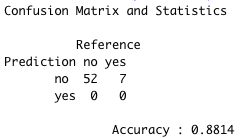 Confusion Matrix and Statistics
Reference
Prediction no yes
no 52 7
yes 0 0
Accuracy : 0.8814